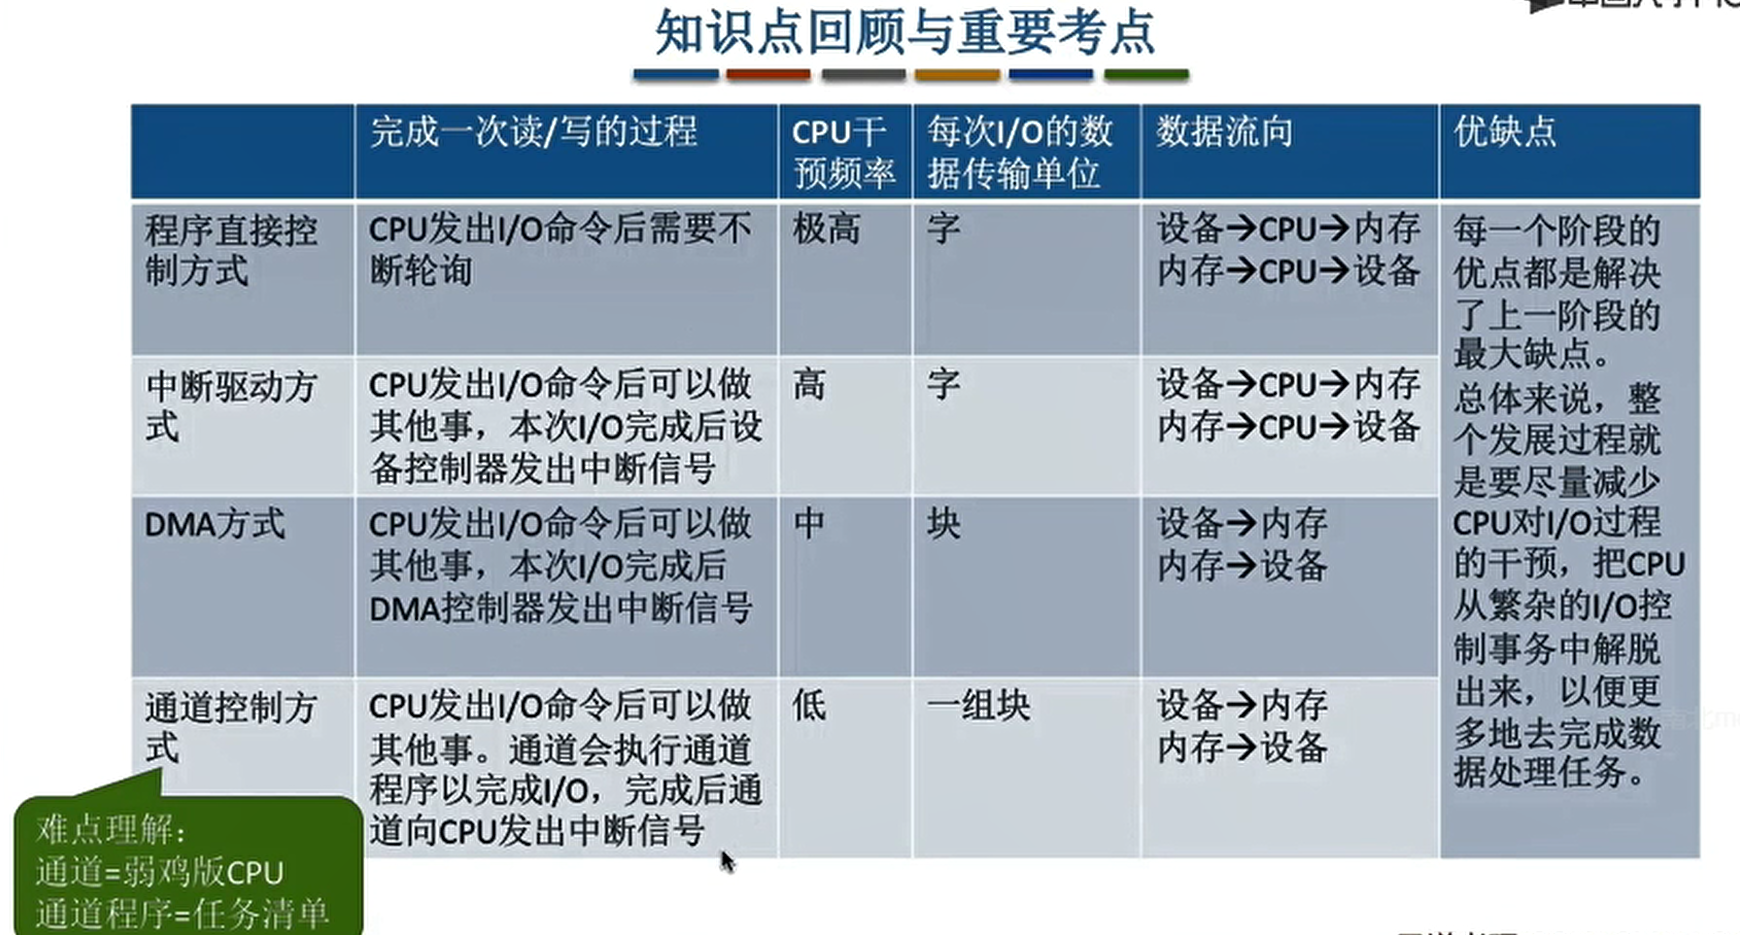 知识点回顾与重要考点
完成一次读/写的过程
CPU干
预频率
每次I/O的数
据传输单位
数据流向
优缺点
程序直接控
制方式
CPU发出I/O命令后需要不
断轮询
极高
字
设备→CPU→内存
内存→CPU→设备
每一个阶段的
优点都是解决
了上一阶段的
最大缺点。
总体来说，整
个发展过程就
是要尽量减少
CPU对I/O过程
的干预，把CPU
从繁杂的I/O控
制事务中解脱
出来，以便更
多地去完成数
据处理任务。
中断驱动方
式
CPU发出I/O命令后可以做
其他事，本次I/O完成后设
备控制器发出中断信号
高
字
设备→CPU→内存
内存→CPU→设备
DMA方式
CPU发出I/O命令后可以做
其他事，本次I/O完成后
DMA控制器发出中断信号
中
块
设备→内存
内存→设备
通道控制方
式
CPU发出I/O命令后可以做
其他事。通道会执行通道
程序以完成I/O，完成后通
道向CPU发出中断信号
低
一组块
设备→内存
内存→设备
难点理解：
通道=弱鸡版CPU
通道程序=任务清单